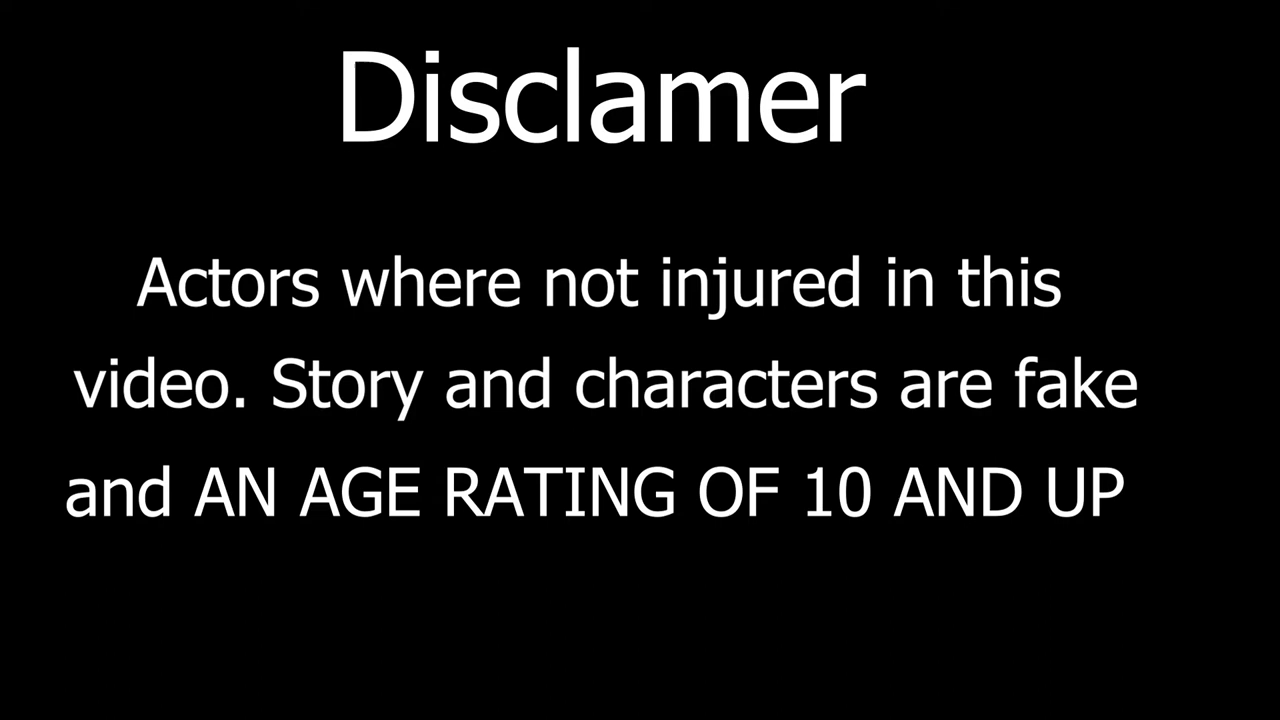 Disclamer
Actors where not injured in this
video. Story and characters are fake
and AN AGE RATING OF 10 AND UP